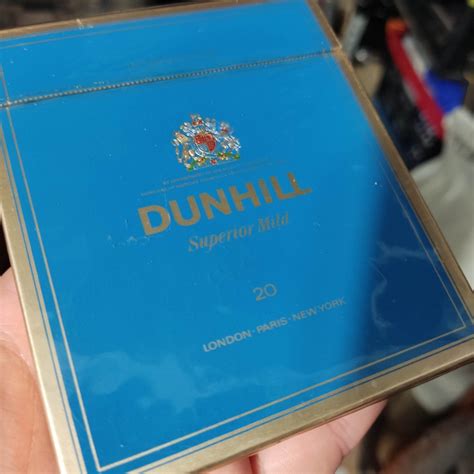 DUNHILL
Superior Mild
20
LONDON·PARIS·NEW YORK